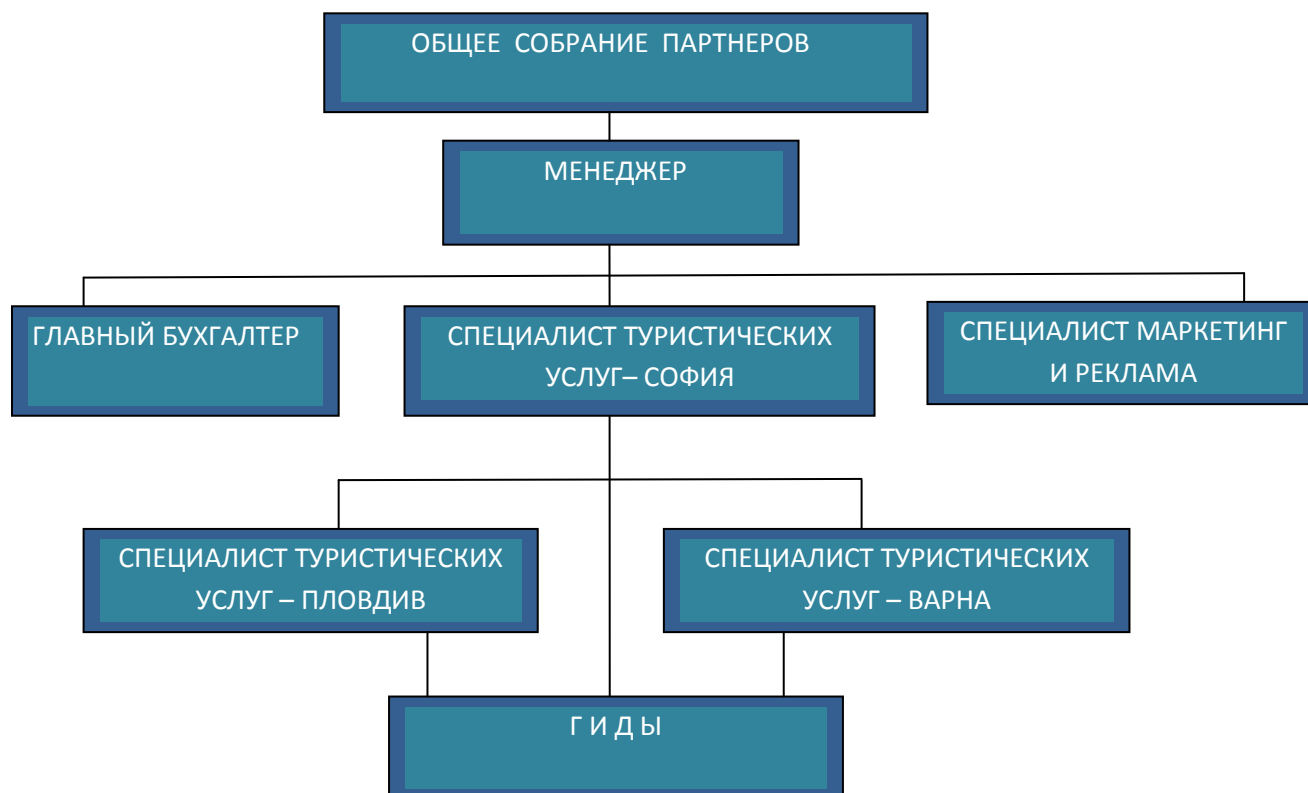 ОБЩЕЕ СОБРАНИЕ ПАРТНЕРОВ
МЕНЕДЖЕР
ГЛАВНЫЙ БУХГАЛТЕР
СПЕЦИАЛИСТ ТУРИСТИЧЕСКИХ
УСЛУГ– СОФИЯ
СПЕЦИАЛИСТ МАРКЕТИНГ
И РЕКЛАМА
СПЕЦИАЛИСТ ТУРИСТИЧЕСКИХ
УСЛУГ – ПЛОВДИВ
СПЕЦИАЛИСТ ТУРИСТИЧЕСКИХ
УСЛУГ – ВАРНА
Г И Д Ы